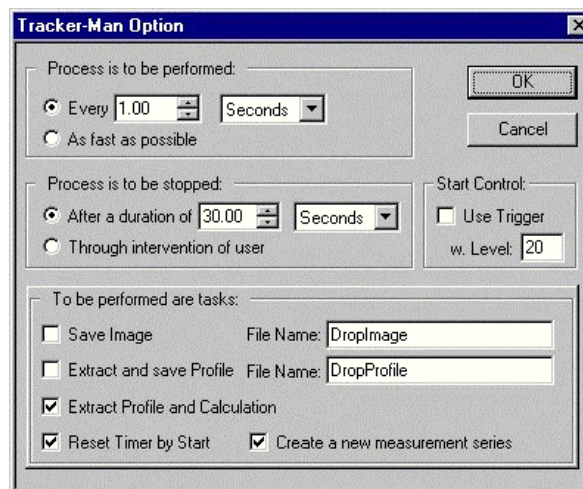 Tracker-Man Option
Process is to be performed:
Every 1.00 Seconds
As fast as possible
OK
Cancel
Process is to be stopped:
After a duration of 30.00 Seconds
Through intervention of user
Start Control:
Use Trigger
w. Level: 20
To be performed are tasks:
Save Image File Name: DropImage
Extract and save Profile File Name: DropProfile
Extract Profile and Calculation
Reset Timer by Start Create a new measurement series